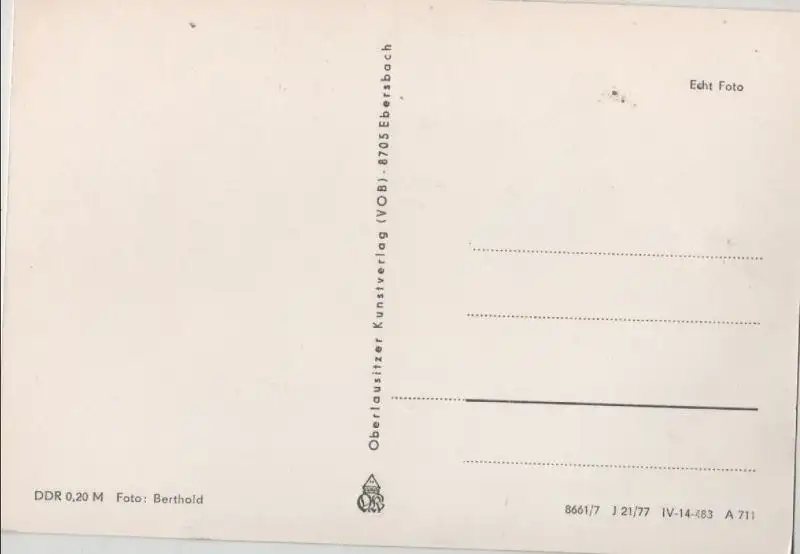 Echt Foto
Oberlausitzer Kunstverlag (VOB) - 8705 Ebersbach
DDR 0,20 M Foto: Berthold
8661/7 J 21/77 IV-14-483 A 711